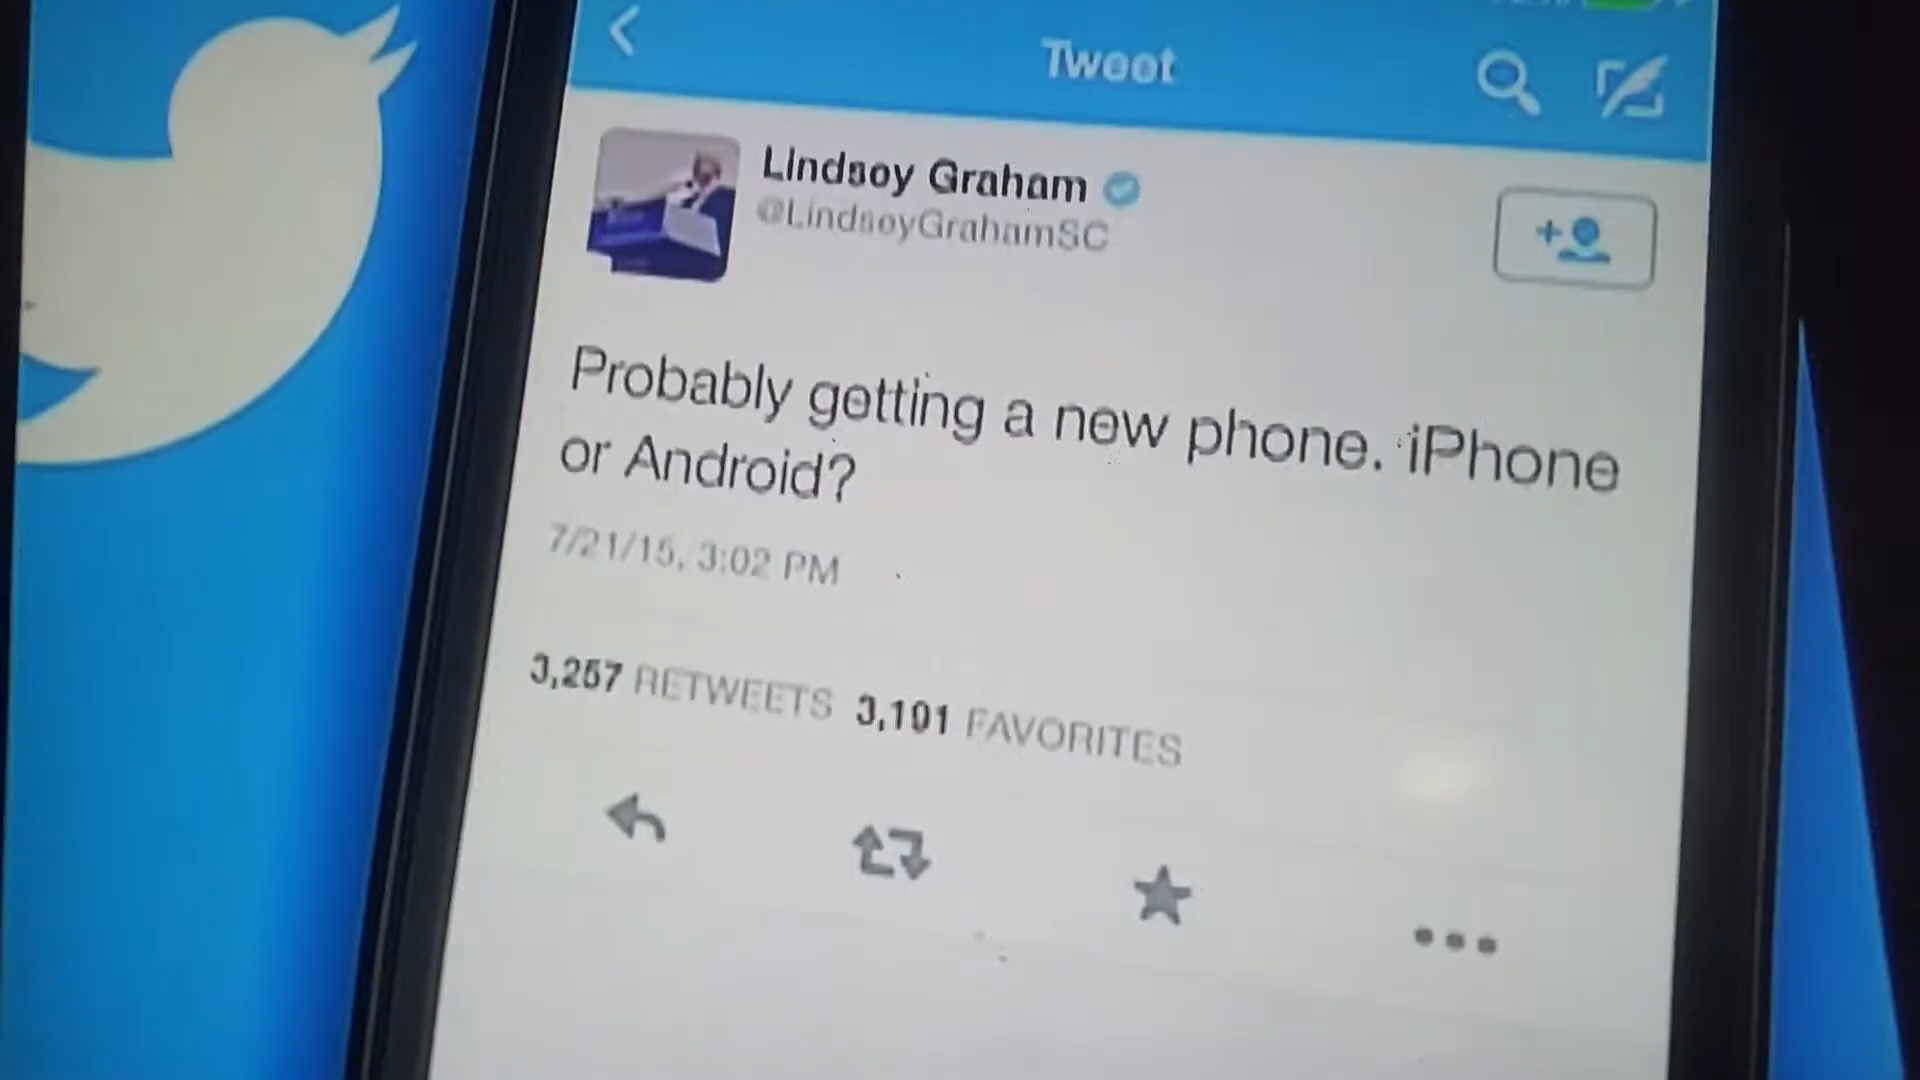 Tweet
Lindsey Graham
@LindseyGrahamSC
Probably getting a new phone. iPhone
or Android?
7/21/15, 3:02 PM
3,257 RETWEETS 3,191 FAVORITES